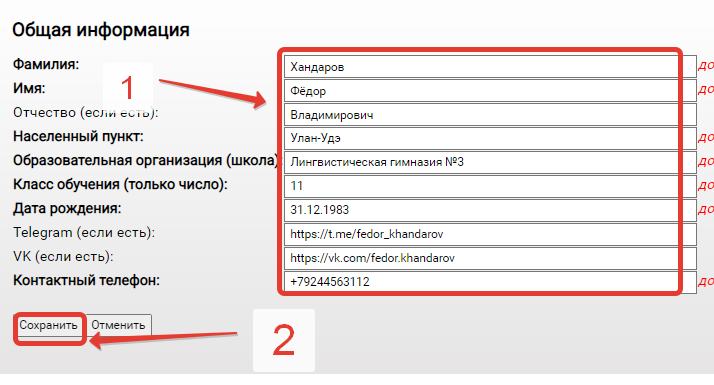 Общая информация
Фамилия: Хандаров до
Имя: Фёдор до
1
Отчество (если есть): Владимирович
Населенный пункт: Улан-Удэ до
Образовательная организация (школа): Лингвистическая гимназия №3 до
Класс обучения (только число): 11 до
Дата рождения: 31.12.1983 до
Telegram (если есть): https://t.me/fedor_khandarov
VK (если есть): https://vk.com/fedor.khandarov
Контактный телефон: +79244563112 до
Сохранить Отменить
2